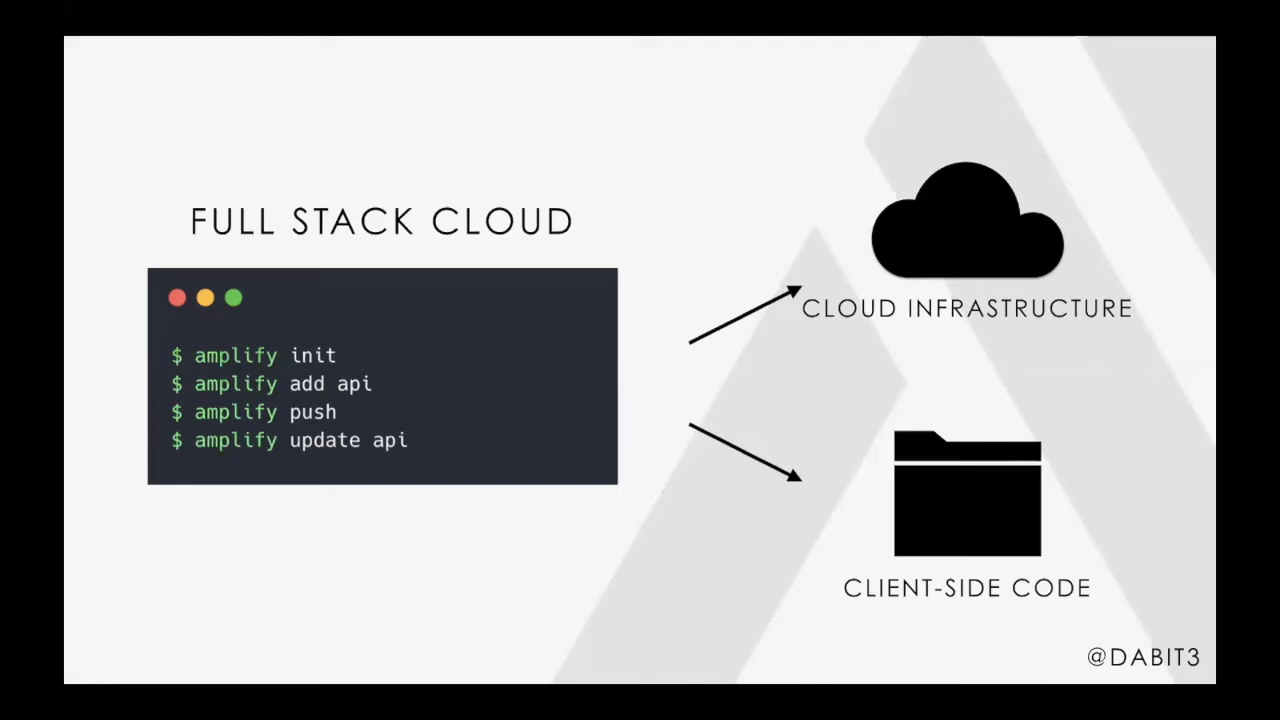 FULL STACK CLOUD
$ amplify init
$ amplify add api
$ amplify push
$ amplify update api
CLOUD INFRASTRUCTURE
CLIENT-SIDE CODE
@DABIT3